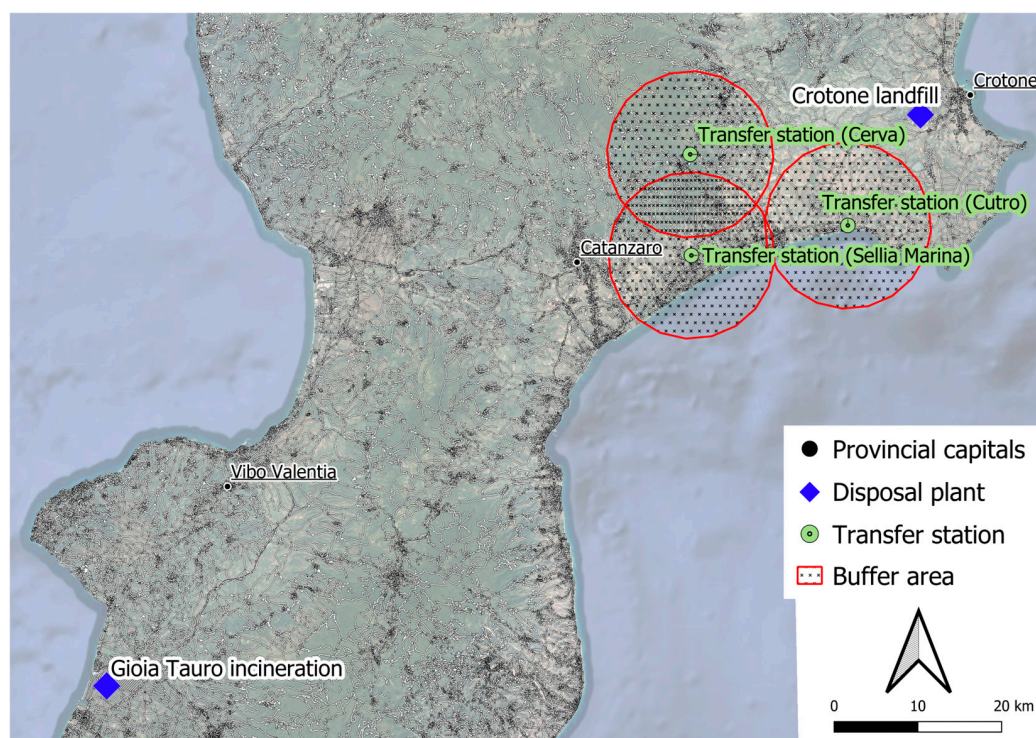 Crotone
Crotone landfill
Transfer station (Cerva)
Transfer station (Cutro)
Catanzaro
Transfer station (Sellia Marina)
Vibo Valentia
Gioia Tauro incineration
Provincial capitals
Disposal plant
Transfer station
Buffer area
0 10 20 km